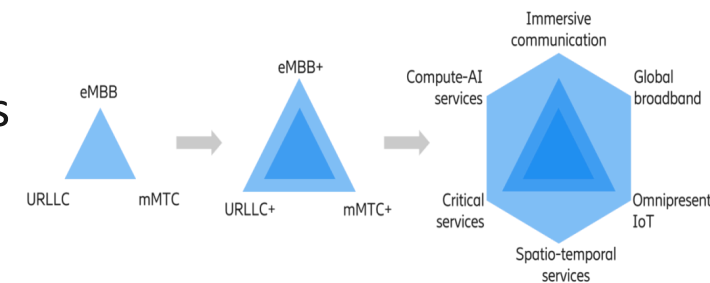 s
eMBB
URLLC
mMTC
eMBB+
URLLC+
mMTC+
Immersive
communication
Compute-AI
services
Global
broadband
Critical
services
Omnipresent
IoT
Spatio-temporal
services